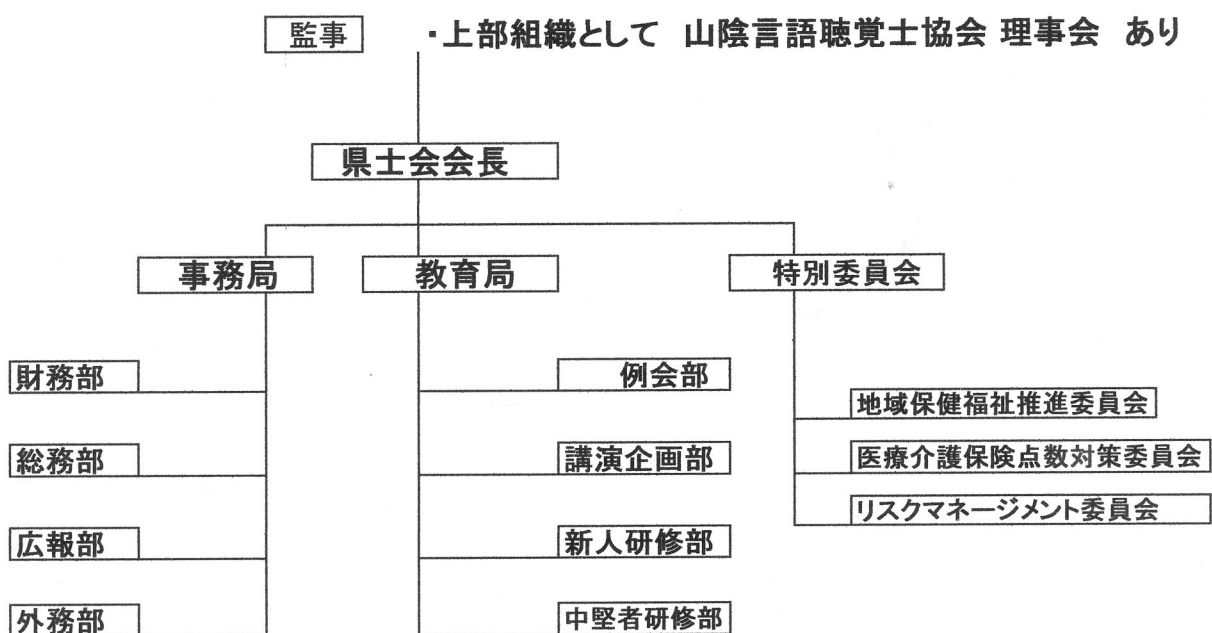 監事 ・上部組織として 山陰言語聴覚士協会 理事会 あり
県士会会長
事務局 教育局 特別委員会
財務部 例会部
地域保健福祉推進委員会
総務部 講演企画部 医療介護保険点数対策委員会
リスクマネージメント委員会
広報部 新人研修部
外務部 中堅者研修部